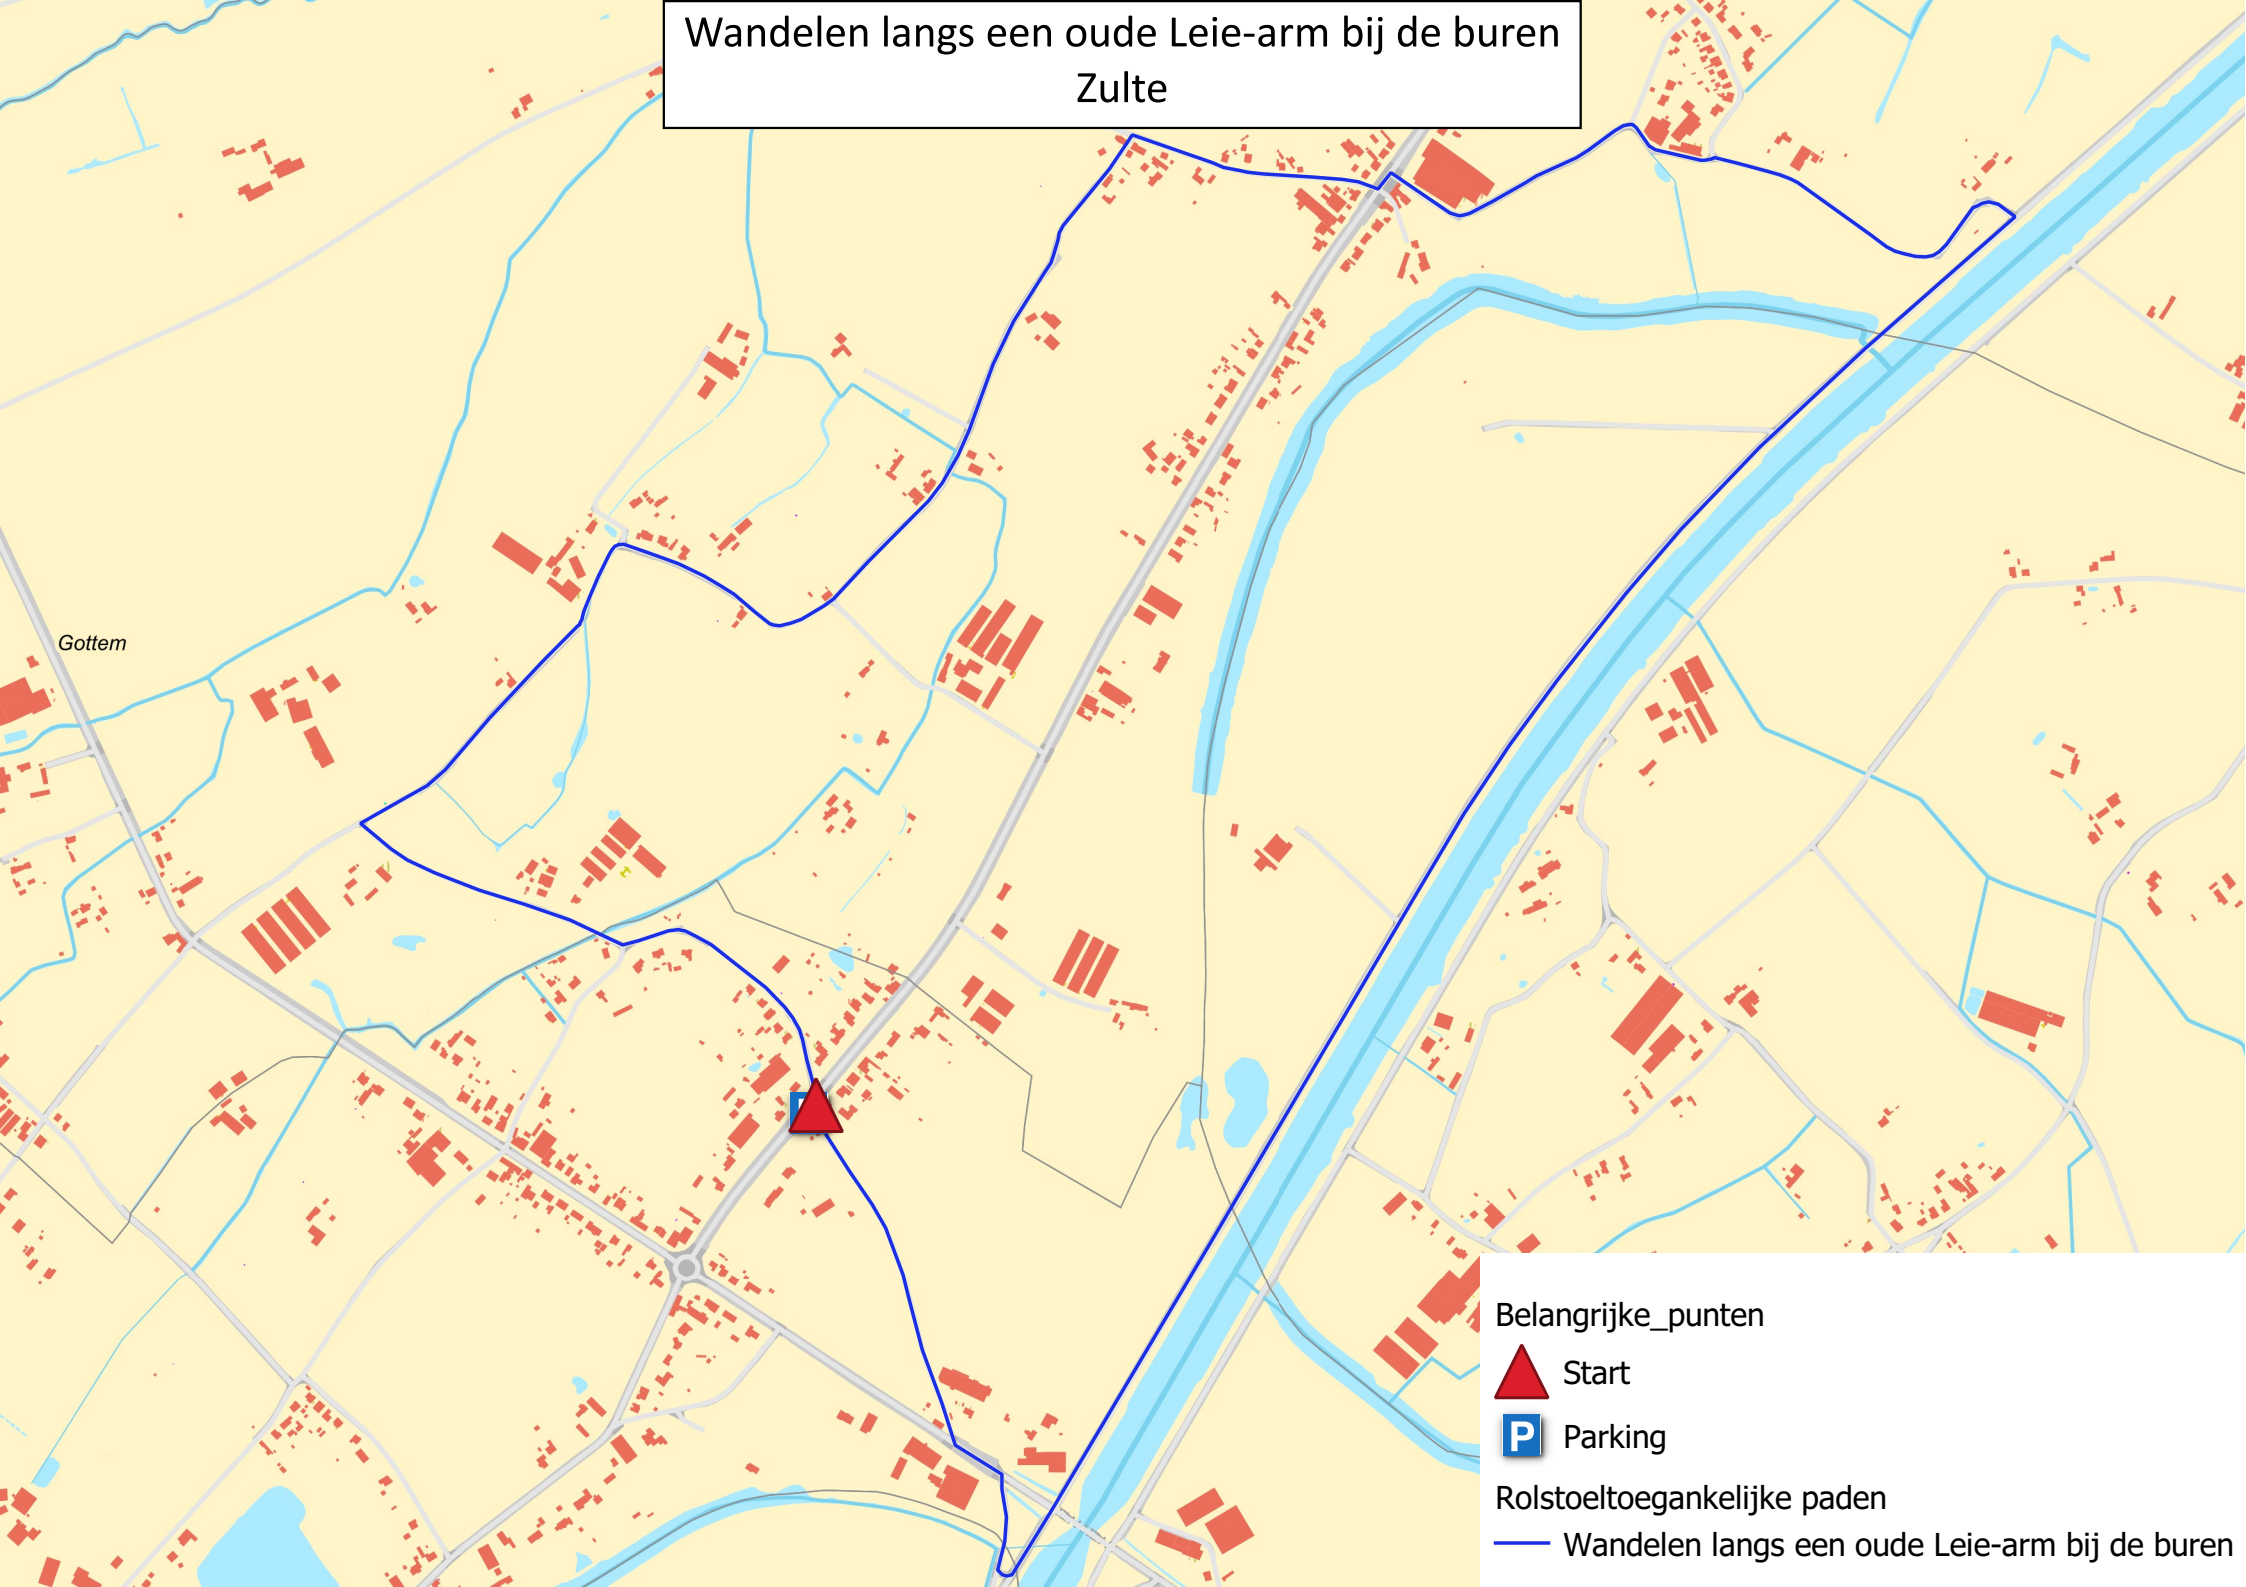 Wandelen langs een oude Leie-arm bij de buren
Zulte
Gottem
Belangrijke_punten
Start
P Parking
Rolstoeltoegankelijke paden
Wandelen langs een oude Leie-arm bij de buren